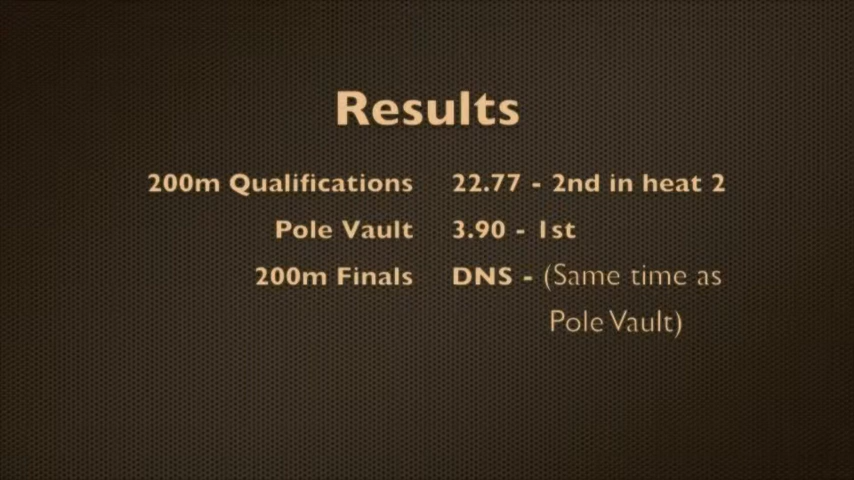 Results
200m Qualifications 22.77 - 2nd in heat 2
Pole Vault 3.90 - 1st
200m Finals DNS - (Same time as
Pole Vault)